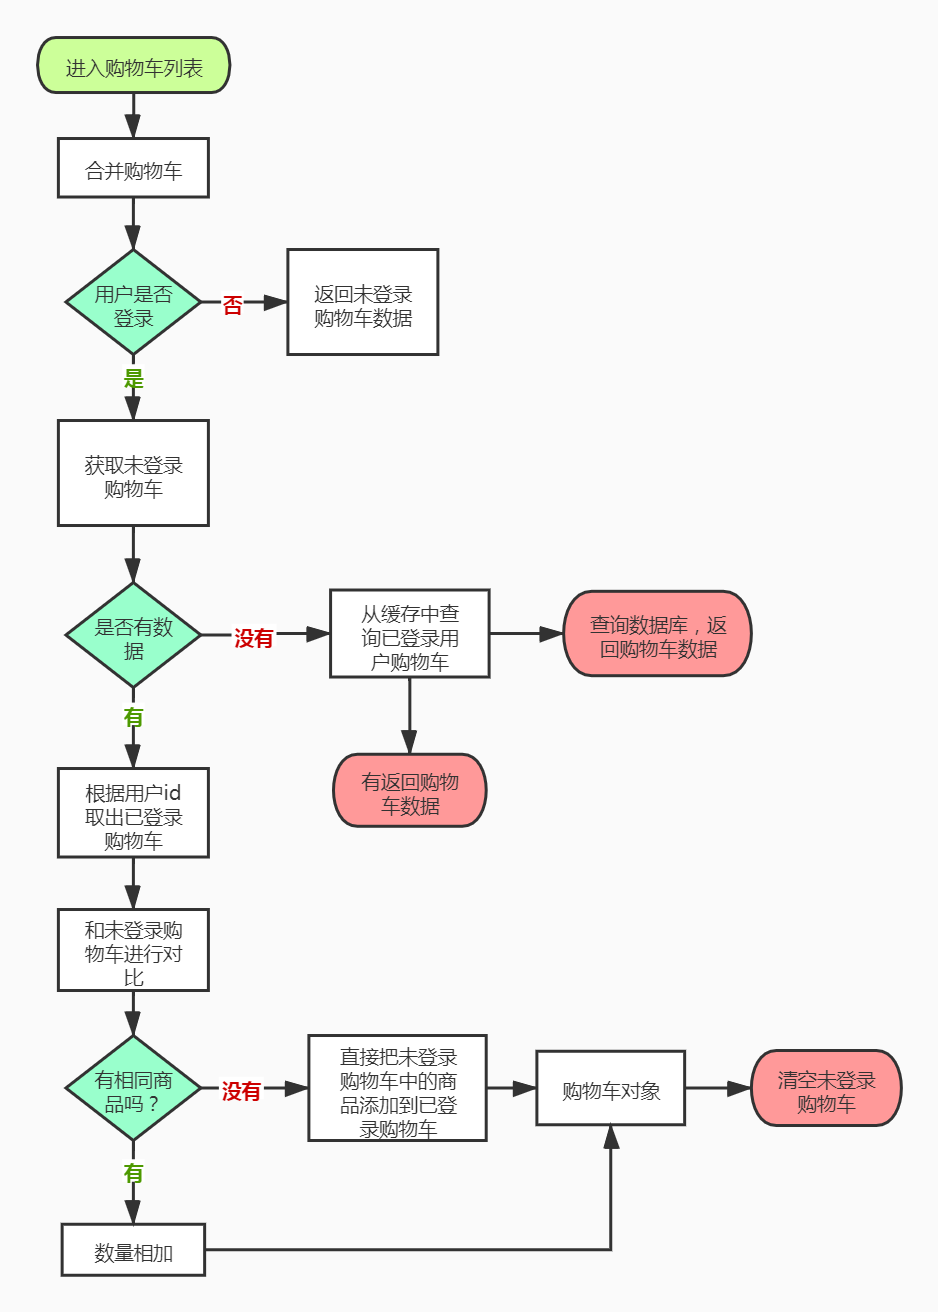 进入购物车列表
合并购物车
用户是否
登录
否
返回未登录
购物车数据
是
获取未登录
购物车
是否有数
据
没有
从缓存中查
询已登录用
户购物车
查询数据库，返
回购物车数据
有
有返回购物
车数据
根据用户id
取出已登录
购物车
和未登录购
物车进行对
比
有相同商
品吗？
没有
直接把未登录
购物车中的商
品添加到已登
录购物车
购物车对象
清空未登录
购物车
有
数量相加